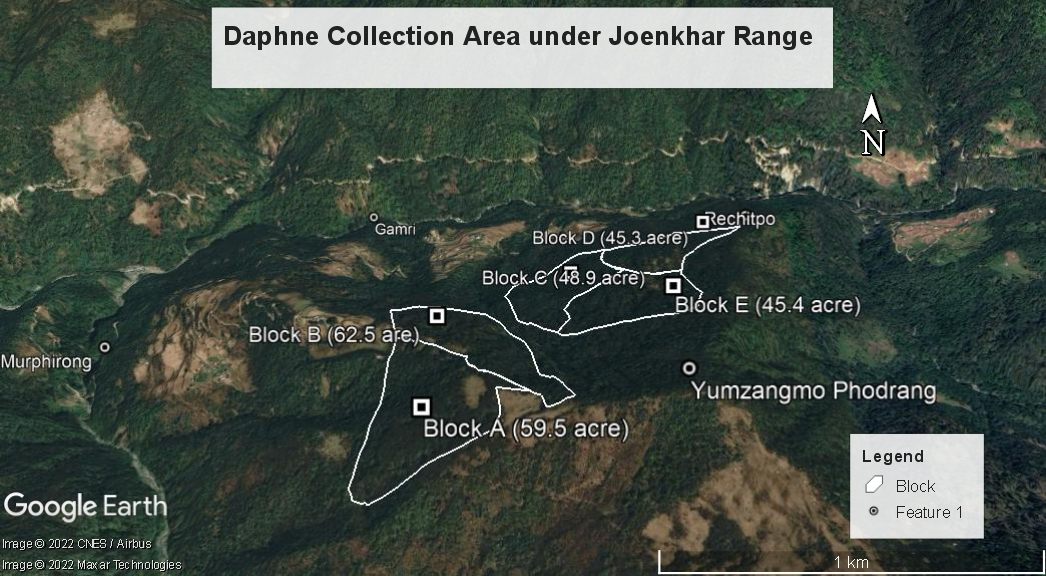 Daphne Collection Area under Joenkhar Range
N
Rechitpo
Gamri
Block D (45.3 acre)
Block C (48.9 acre)
Block E (45.4 acre)
Block B (62.5 are)
Murphirong
Yumzangmo Phodrang
Block A (59.5 acre)
Legend
Block
Feature 1
Google Earth
Image © 2022 CNES / Airbus
Image © 2022 Maxar Technologies
1 km